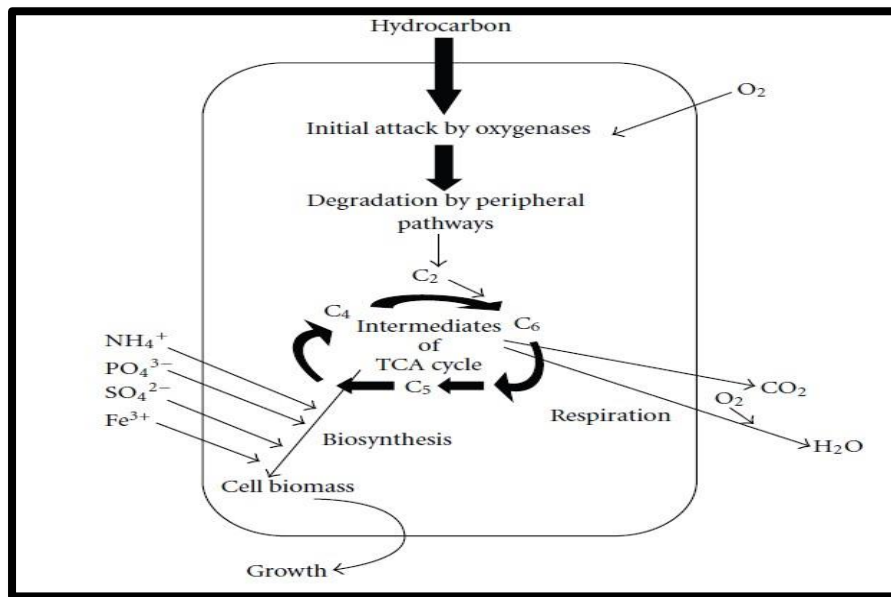 Hydrocarbon
O₂
Initial attack by oxygenases
Degradation by peripheral
pathways
C₂
C₄
C₆
Intermediates
of
TCA cycle
C₅
NH₄⁺
PO₄³⁻
SO₄²⁻
Fe³⁺
CO₂
O₂
Respiration
H₂O
Biosynthesis
Cell biomass
Growth